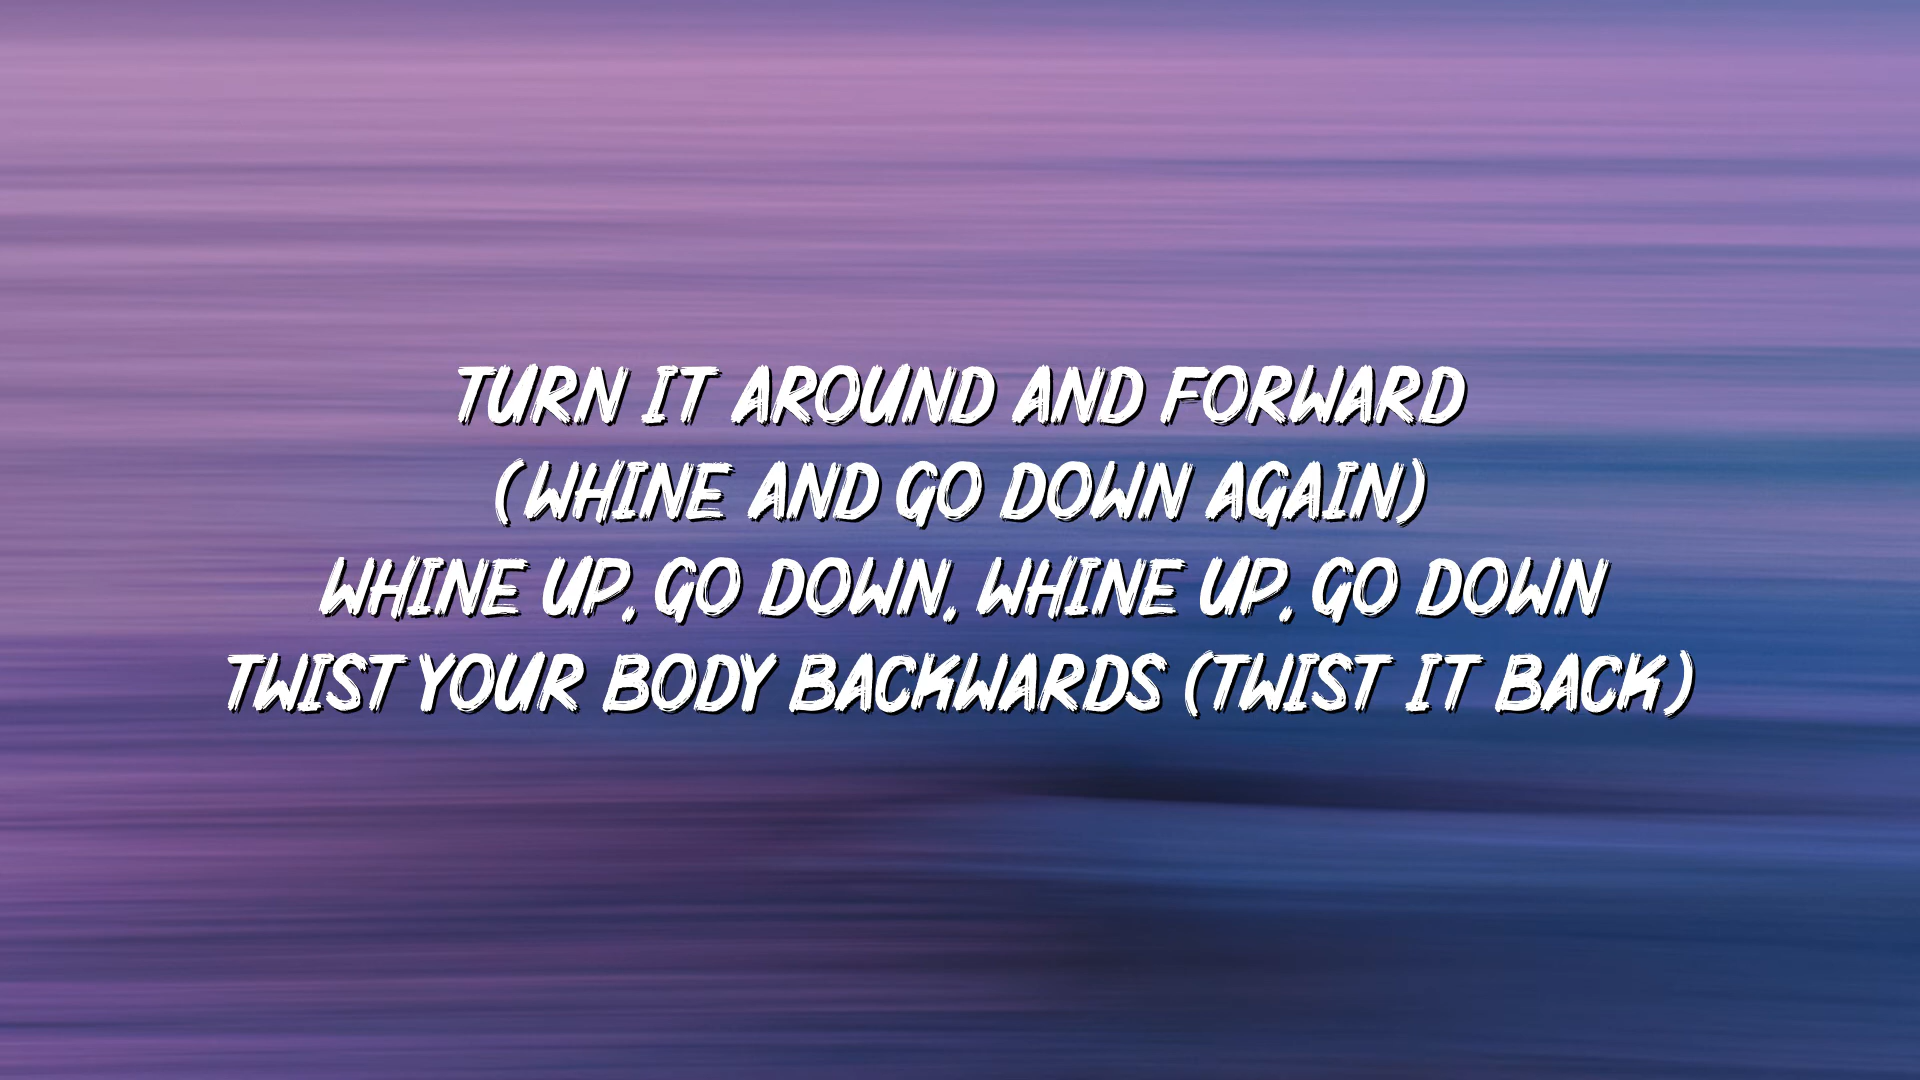 TURN IT AROUND AND FORWARD
(WHINE AND GO DOWN AGAIN)
WHINE UP, GO DOWN, WHINE UP, GO DOWN
TWIST YOUR BODY BACKWARDS (TWIST IT BACK)